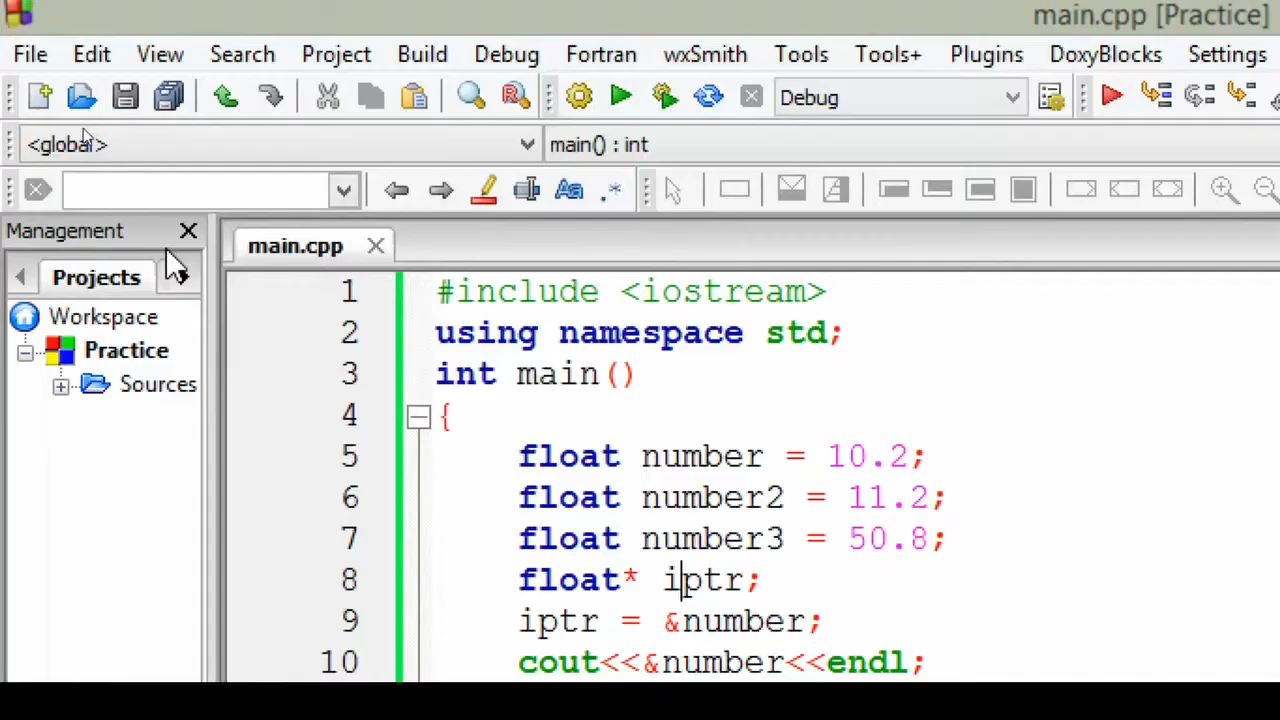 main.cpp [Practice]
File Edit View Search Project Build Debug Fortran wxSmith Tools Tools+ Plugins DoxyBlocks Settings
Debug
<global> main() : int
Management
main.cpp
Projects
Workspace
Practice
Sources
1 #include <iostream>
2 using namespace std;
3 int main()
4 {
5 float number = 10.2;
6 float number2 = 11.2;
7 float number3 = 50.8;
8 float* iptr;
9 iptr = &number;
10 cout<<&number<<endl;